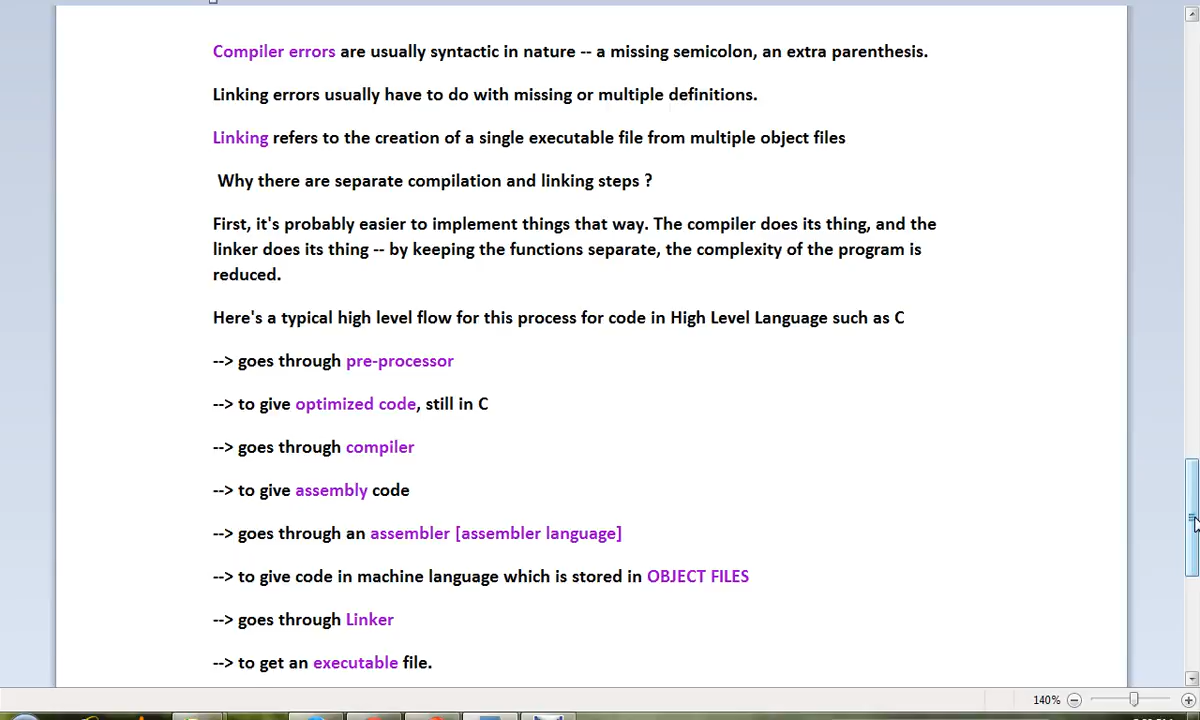 Compiler errors are usually syntactic in nature -- a missing semicolon, an extra parenthesis.
Linking errors usually have to do with missing or multiple definitions.
Linking refers to the creation of a single executable file from multiple object files
Why there are separate compilation and linking steps ?
First, it's probably easier to implement things that way. The compiler does its thing, and the
linker does its thing -- by keeping the functions separate, the complexity of the program is
reduced.
Here's a typical high level flow for this process for code in High Level Language such as C
--> goes through pre-processor
--> to give optimized code, still in C
--> goes through compiler
--> to give assembly code
--> goes through an assembler [assembler language]
--> to give code in machine language which is stored in OBJECT FILES
--> goes through Linker
--> to get an executable file.
140%